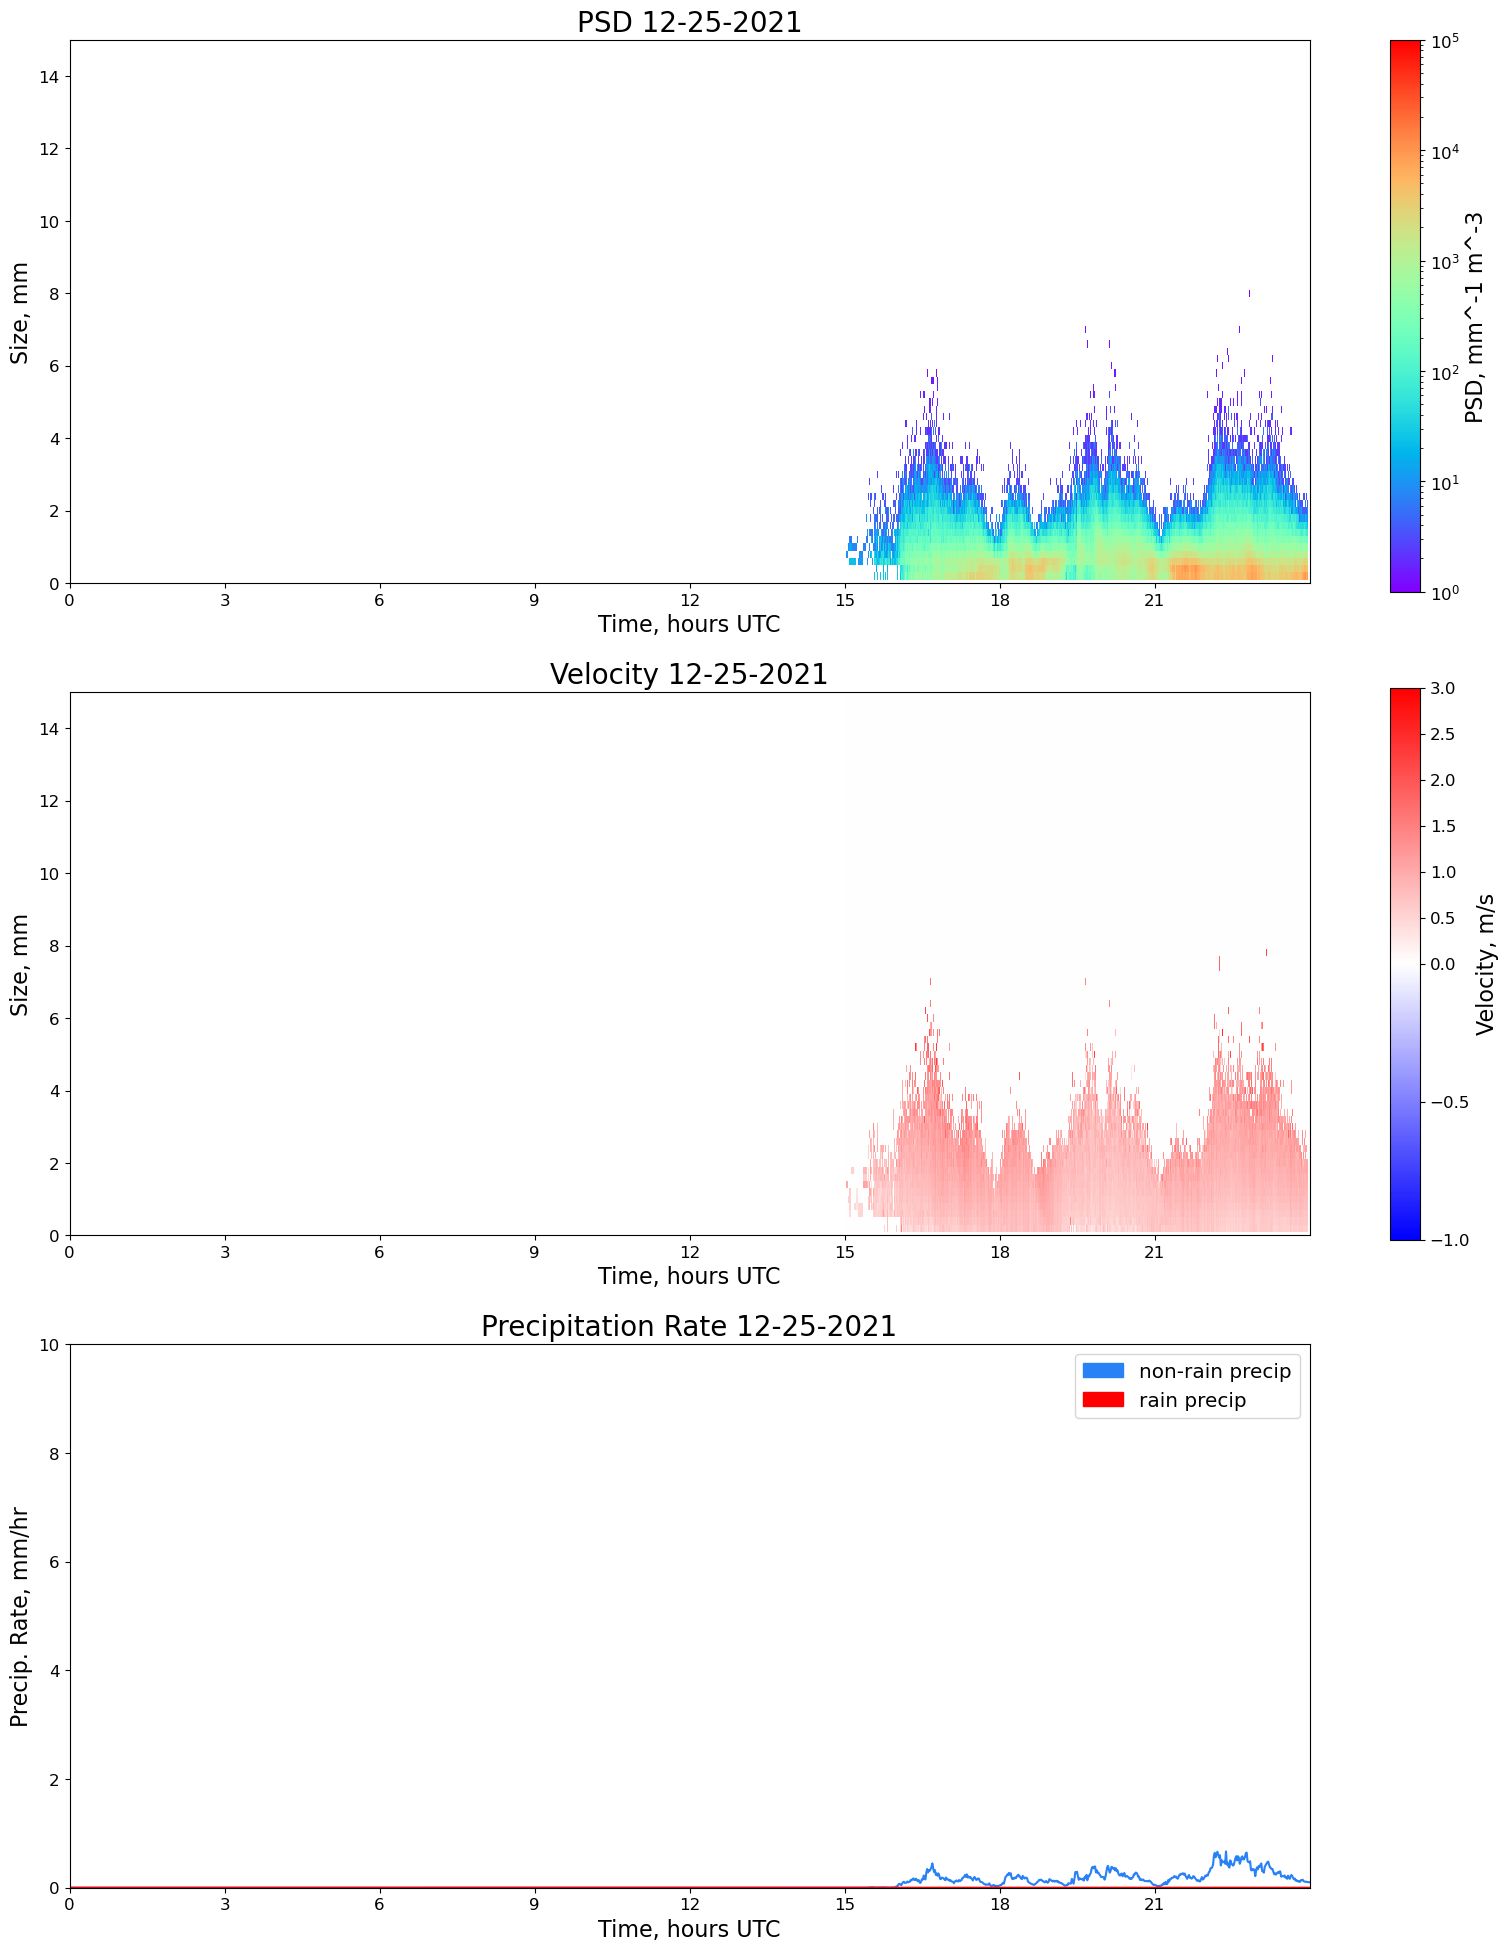 PSD 12-25-2021
14
12
10
8
6
4
2
0
Size, mm
0 3 6 9 12 15 18 21
Time, hours UTC
10^5
10^4
10^3
10^2
10^1
10^0
PSD, mm^-1 m^-3
Velocity 12-25-2021
14
12
10
8
6
4
2
0
Size, mm
0 3 6 9 12 15 18 21
Time, hours UTC
3.0
2.5
2.0
1.5
1.0
0.5
0.0
−0.5
−1.0
Velocity, m/s
Precipitation Rate 12-25-2021
10
8
6
4
2
0
Precip. Rate, mm/hr
non-rain precip
rain precip
0 3 6 9 12 15 18 21
Time, hours UTC